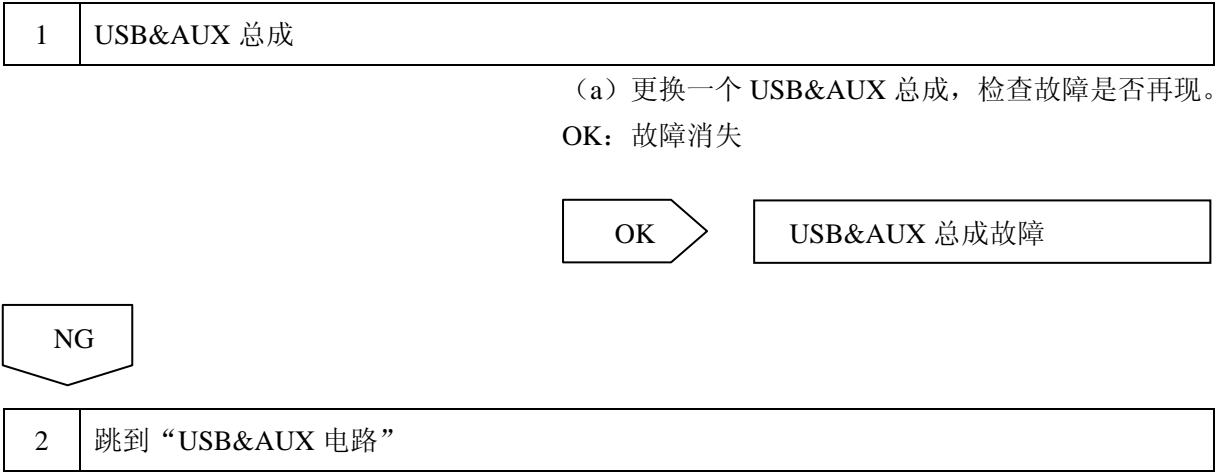 1 USB&AUX 总成
（a）更换一个 USB&AUX 总成，检查故障是否再现。
OK：故障消失
OK USB&AUX 总成故障
NG
2 跳到“USB&AUX 电路”